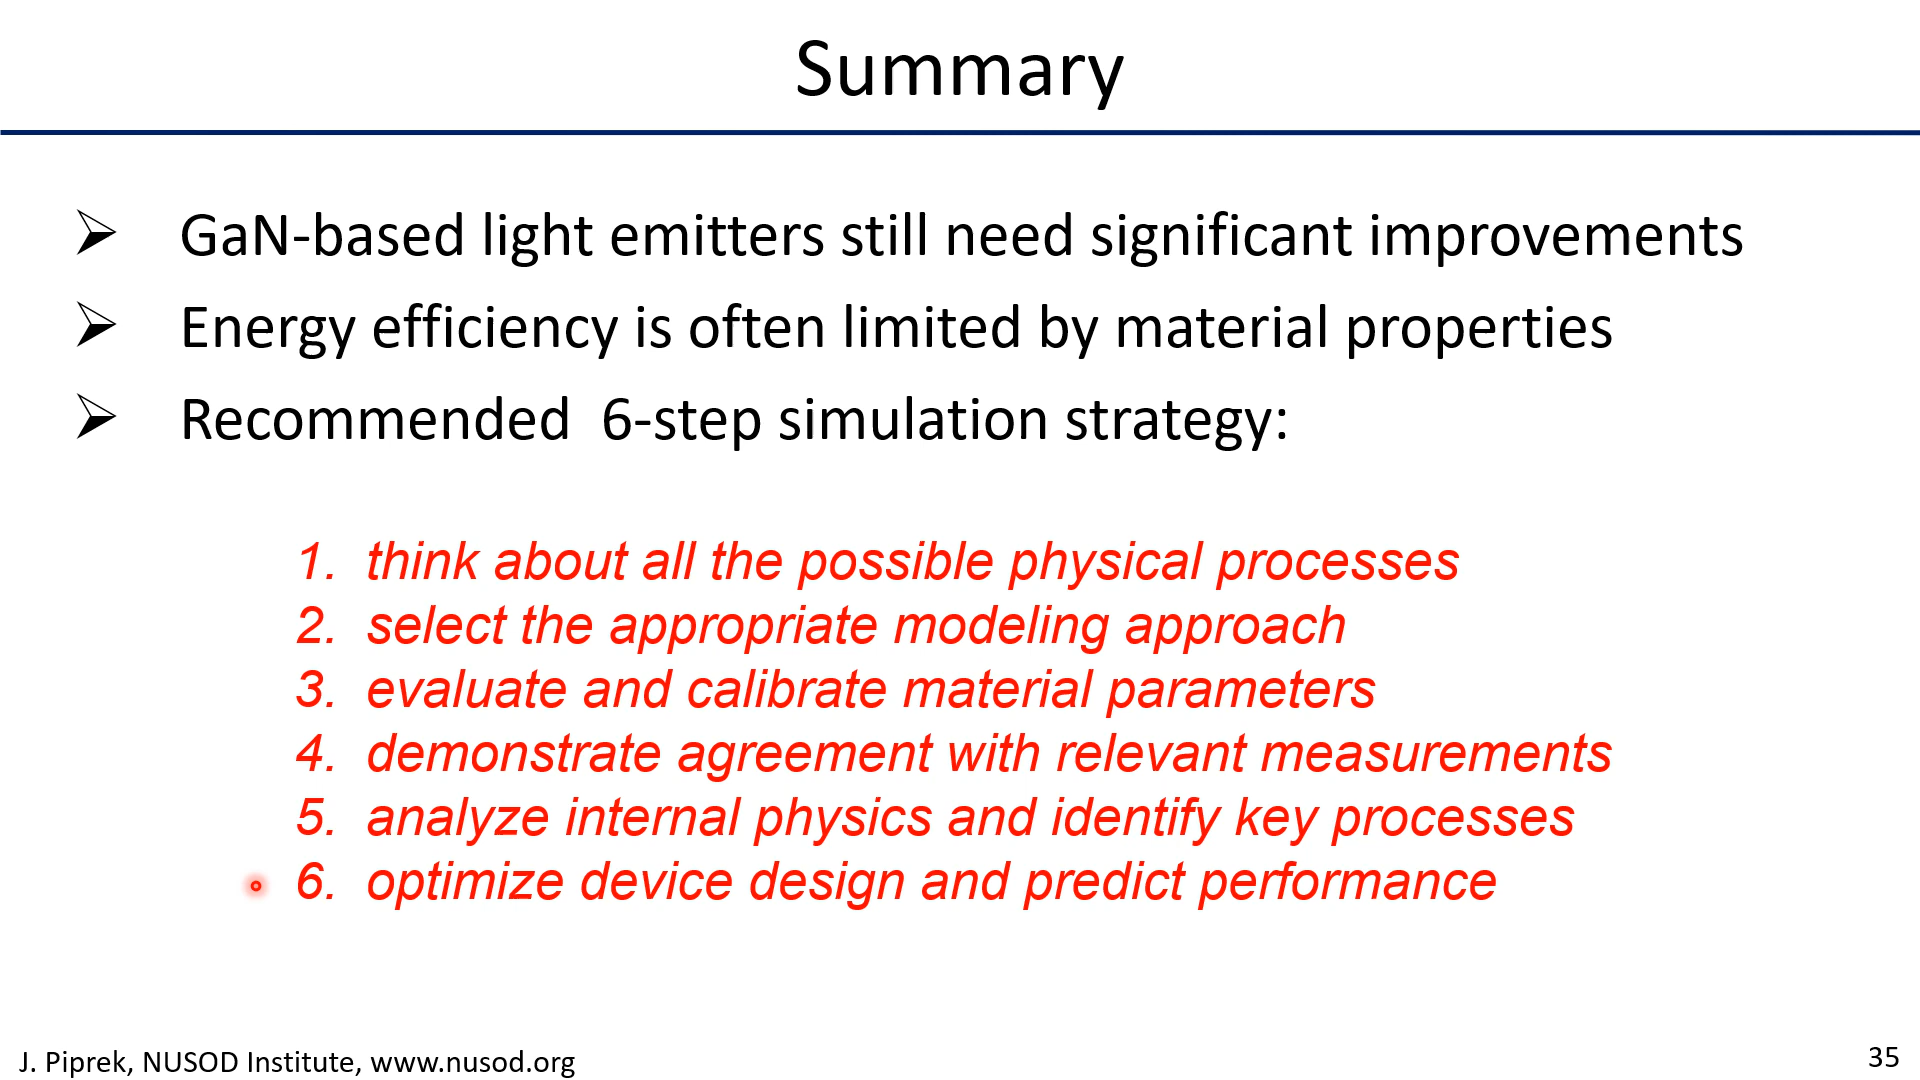 Summary
GaN-based light emitters still need significant improvements
Energy efficiency is often limited by material properties
Recommended  6-step simulation strategy:
1. think about all the possible physical processes
2. select the appropriate modeling approach
3. evaluate and calibrate material parameters
4. demonstrate agreement with relevant measurements
5. analyze internal physics and identify key processes
6. optimize device design and predict performance
J. Piprek, NUSOD Institute, www.nusod.org
35